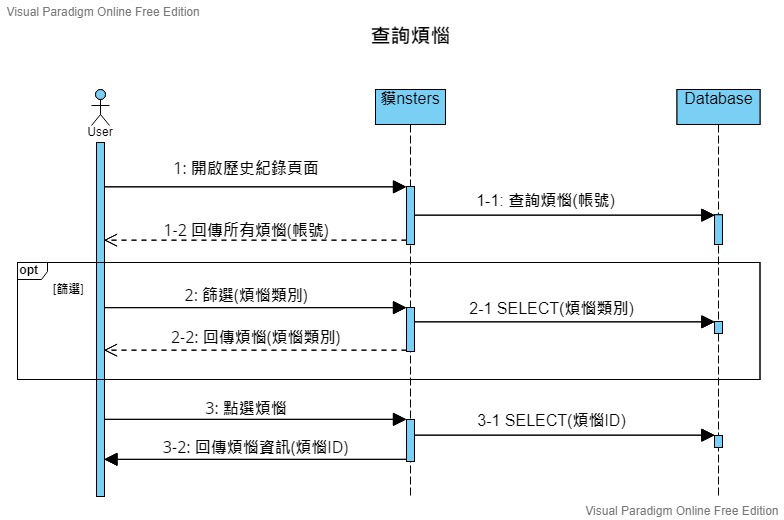 Visual Paradigm Online Free Edition
查詢煩惱
User
貘nsters
Database
1: 開啟歷史紀錄頁面
1-1: 查詢煩惱(帳號)
1-2 回傳所有煩惱(帳號)
opt
[篩選]
2: 篩選(煩惱類別)
2-1 SELECT(煩惱類別)
2-2: 回傳煩惱(煩惱類別)
3: 點選煩惱
3-1 SELECT(煩惱ID)
3-2: 回傳煩惱資訊(煩惱ID)
Visual Paradigm Online Free Edition